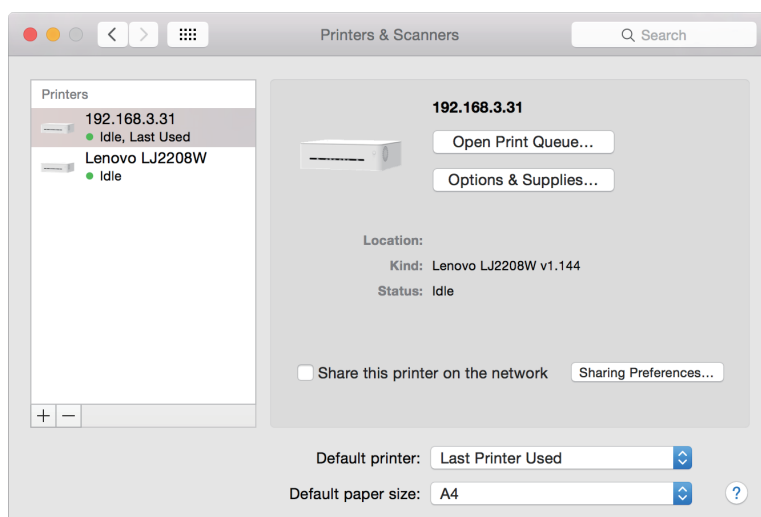 Printers & Scanners
Search
Printers
192.168.3.31
Idle, Last Used
Lenovo LJ2208W
Idle
192.168.3.31
Open Print Queue...
Options & Supplies...
Location:
Kind: Lenovo LJ2208W v1.144
Status: Idle
Share this printer on the network
Sharing Preferences...
+ −
Default printer: Last Printer Used
Default paper size: A4
?